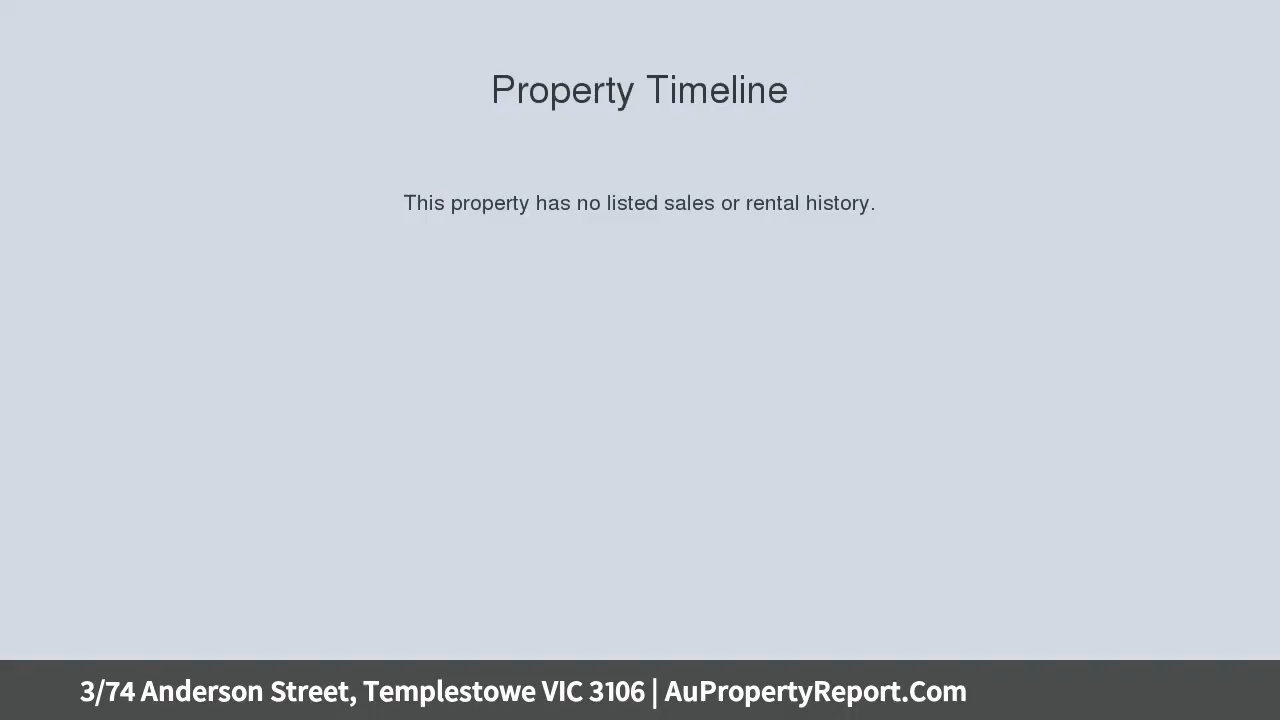 Property Timeline
This property has no listed sales or rental history.
3/74 Anderson Street, Templestowe VIC 3106 | AuPropertyReport.Com